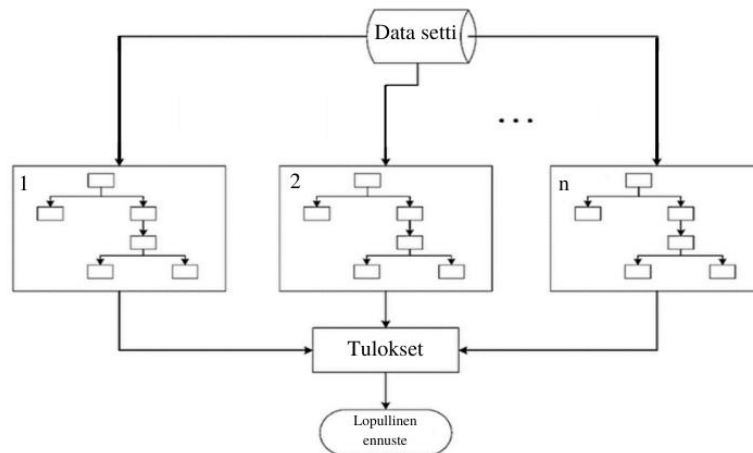 Data setti
...
1
2
n
Tulokset
Lopullinen
ennuste